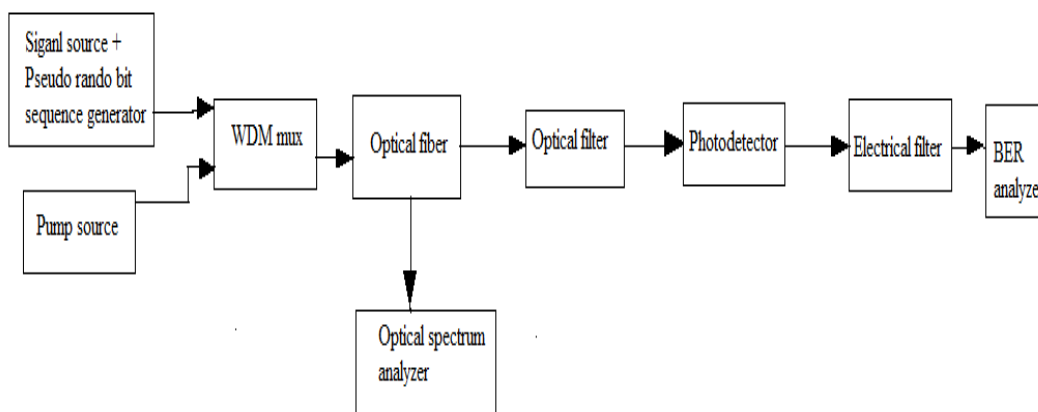 Siganl source +
Pseudo rando bit
sequence generator
WDM mux
Optical fiber
Optical filter
Photodetector
Electrical filter
BER
analyze
Pump source
Optical spectrum
analyzer